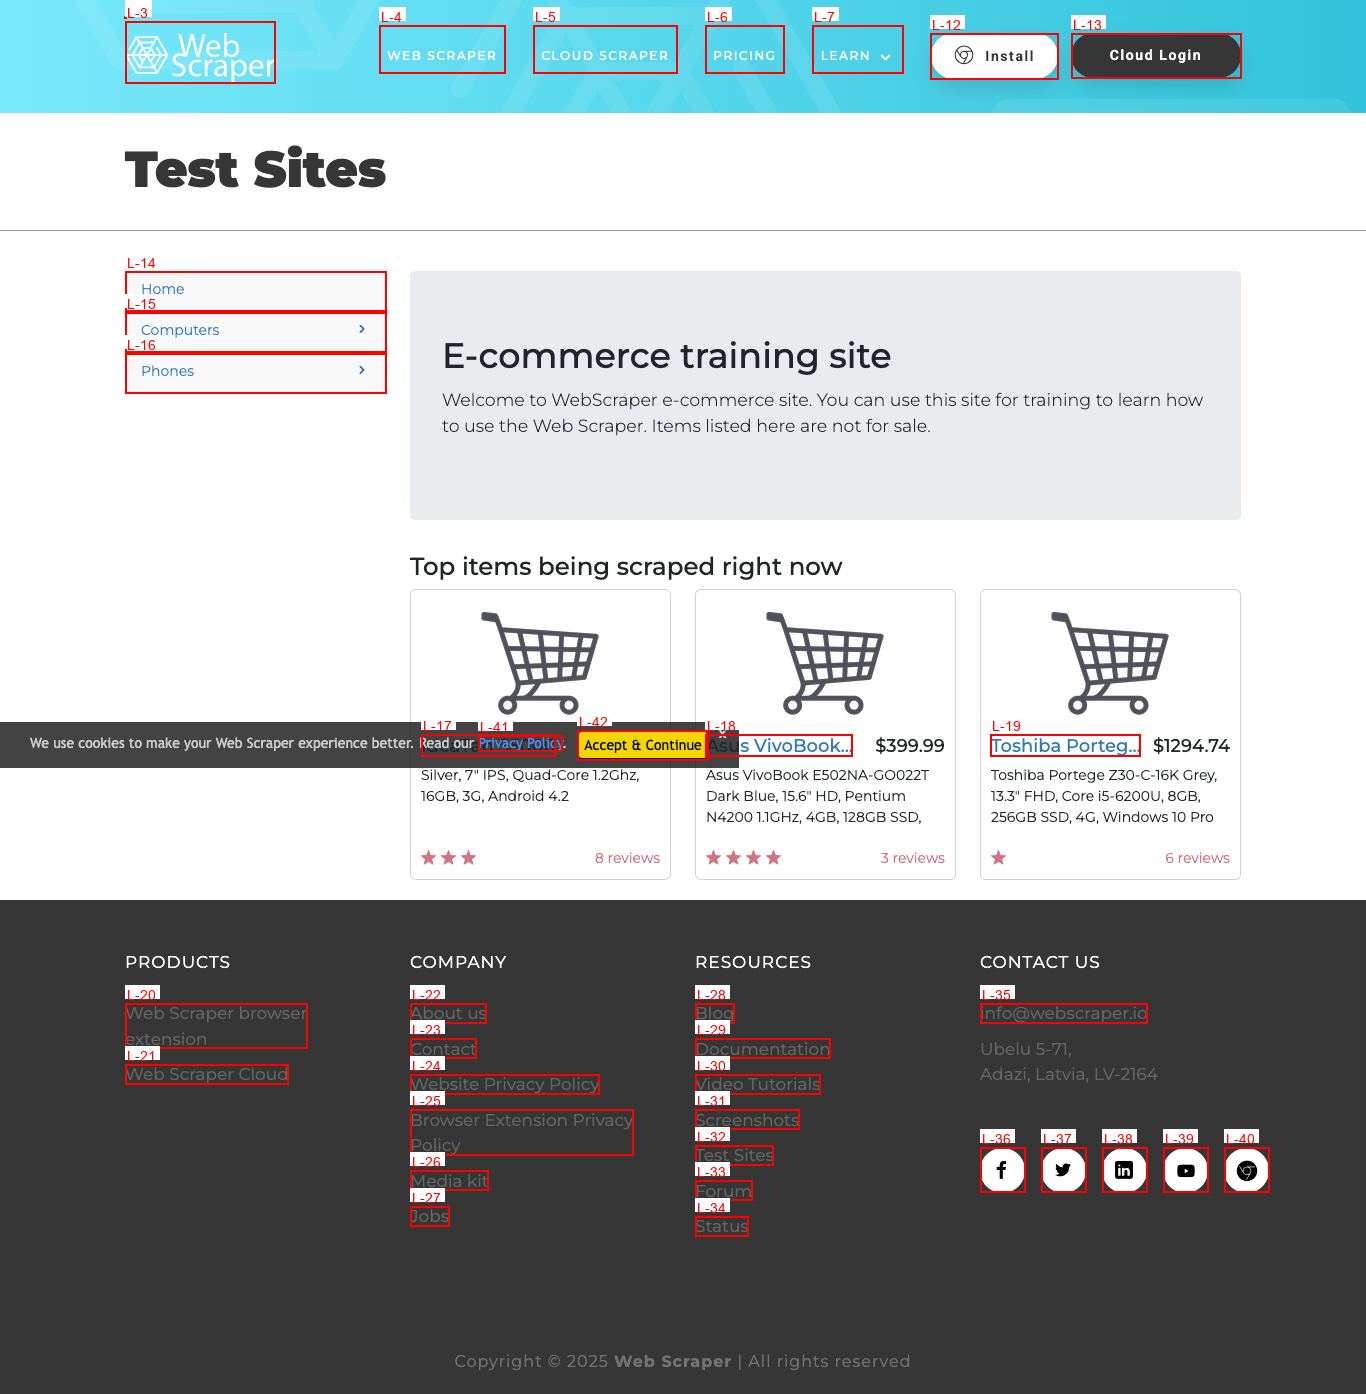 L-3
Web
Scraper
L-4
WEB SCRAPER
L-5
CLOUD SCRAPER
L-6
PRICING
L-7
LEARN
L-12
Install
L-13
Cloud Login
Test Sites
L-14
Home
L-15
Computers
L-16
Phones
E-commerce training site
Welcome to WebScraper e-commerce site. You can use this site for training to learn how
to use the Web Scraper. Items listed here are not for sale.
Top items being scraped right now
We use cookies to make your Web Scraper experience better. Read our Privacy Policy.
L-17
L-41
L-42
Accept & Continue
x
Silver, 7" IPS, Quad-Core 1.2Ghz,
16GB, 3G, Android 4.2
8 reviews
L-18
Asus VivoBook...
$399.99
Asus VivoBook E502NA-GO022T
Dark Blue, 15.6" HD, Pentium
N4200 1.1GHz, 4GB, 128GB SSD,
3 reviews
L-19
Toshiba Porteg...
$1294.74
Toshiba Portege Z30-C-16K Grey,
13.3" FHD, Core i5-6200U, 8GB,
256GB SSD, 4G, Windows 10 Pro
6 reviews
PRODUCTS
L-20
Web Scraper browser
extension
L-21
Web Scraper Cloud
COMPANY
L-22
About us
L-23
Contact
L-24
Website Privacy Policy
L-25
Browser Extension Privacy
Policy
L-26
Media kit
L-27
Jobs
RESOURCES
L-28
Blog
L-29
Documentation
L-30
Video Tutorials
L-31
Screenshots
L-32
Test Sites
L-33
Forum
L-34
Status
CONTACT US
L-35
info@webscraper.io
Ubelu 5-71,
Adazi, Latvia, LV-2164
L-36
L-37
L-38
L-39
L-40
Copyright © 2025 Web Scraper | All rights reserved